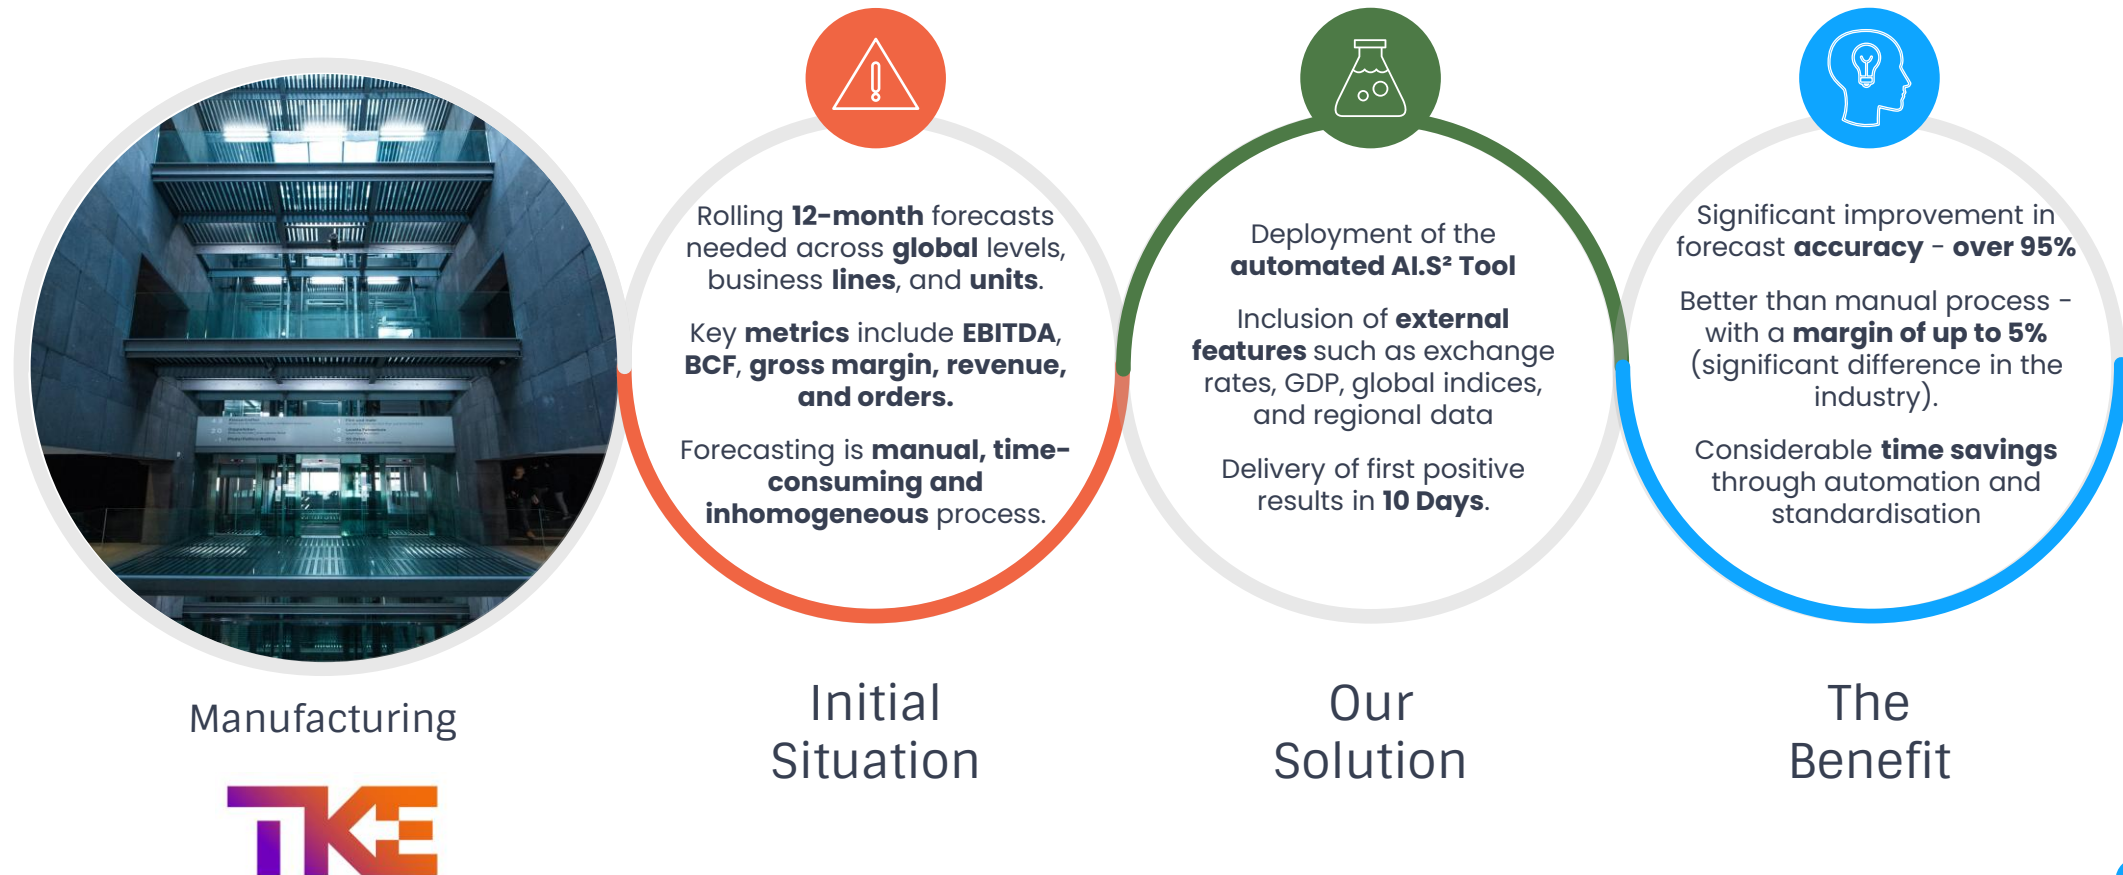 Rolling 12-month forecasts
needed across global levels,
business lines, and units.
Key metrics include EBITDA,
BCF, gross margin, revenue,
and orders.
Forecasting is manual, time-
consuming and
inhomogeneous process.
Initial
Situation
Deployment of the
automated AI.S² Tool
Inclusion of external
features such as exchange
rates, GDP, global indices,
and regional data
Delivery of first positive
results in 10 Days.
Our
Solution
Significant improvement in
forecast accuracy - over 95%
Better than manual process -
with a margin of up to 5%
(significant difference in the
industry).
Considerable time savings
through automation and
standardisation
The
Benefit
Manufacturing
TKE